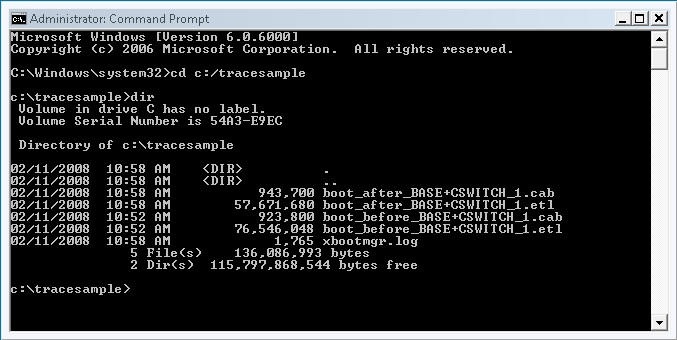 Administrator: Command Prompt
Microsoft Windows [Version 6.0.6000]
Copyright (c) 2006 Microsoft Corporation.  All rights reserved.
C:\Windows\system32>cd c:/tracesample
c:\tracesample>dir
 Volume in drive C has no label.
 Volume Serial Number is 54A3-E9EC
 Directory of c:\tracesample
02/11/2008  10:58 AM    <DIR>          .
02/11/2008  10:58 AM    <DIR>          ..
02/11/2008  10:58 AM           943,700 boot_after_BASE+CSWITCH_1.cab
02/11/2008  10:58 AM        57,671,680 boot_after_BASE+CSWITCH_1.etl
02/11/2008  10:52 AM           923,800 boot_before_BASE+CSWITCH_1.cab
02/11/2008  10:52 AM        76,546,048 boot_before_BASE+CSWITCH_1.etl
02/11/2008  10:58 AM             1,765 xbootmgr.log
               5 File(s)    136,086,993 bytes
               2 Dir(s)  115,797,868,544 bytes free
c:\tracesample>